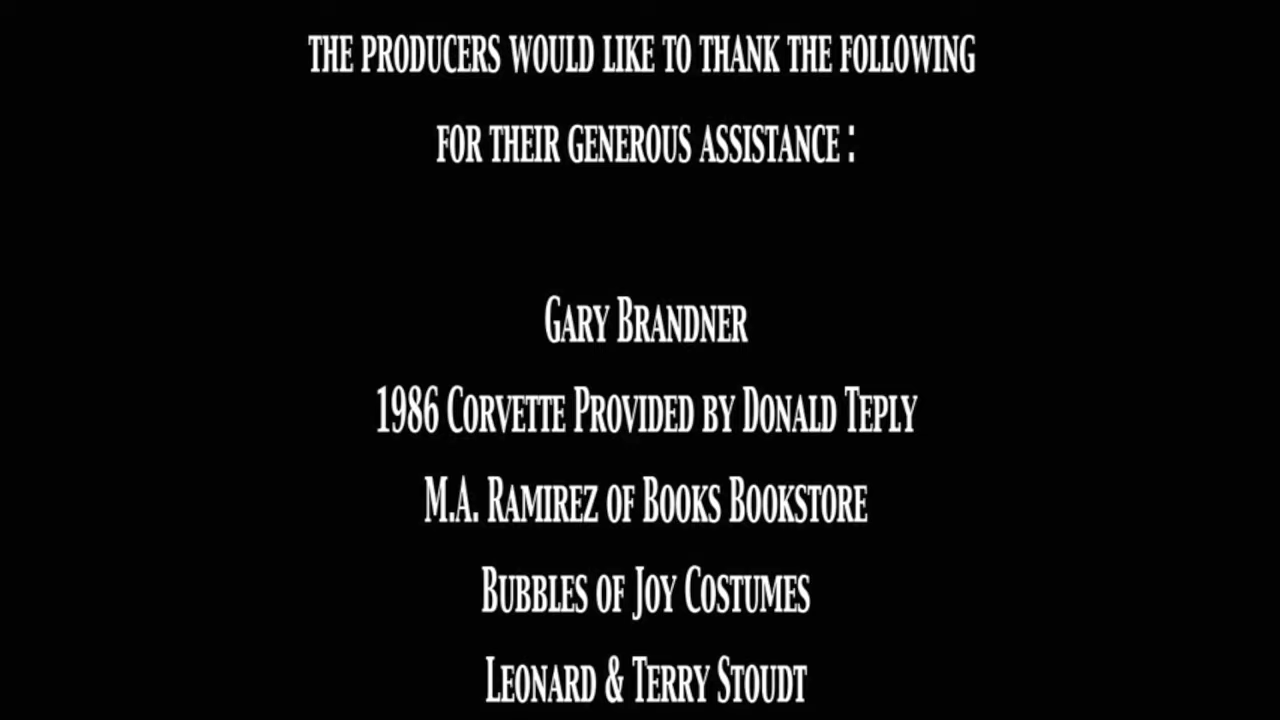 THE PRODUCERS WOULD LIKE TO THANK THE FOLLOWING
FOR THEIR GENEROUS ASSISTANCE :
GARY BRANDNER
1986 CORVETTE PROVIDED BY DONALD TEPLY
M.A. RAMIREZ OF BOOKS BOOKSTORE
BUBBLES OF JOY COSTUMES
LEONARD & TERRY STOUDT